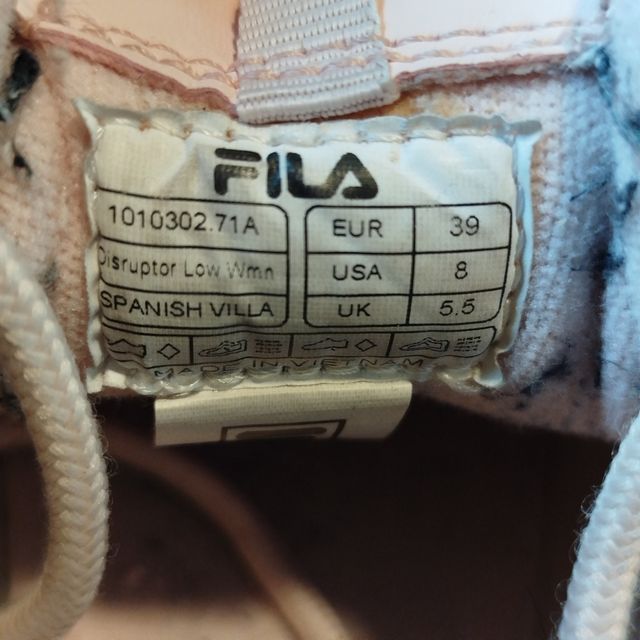 FILA
1010302.71A
Disruptor Low Wmn
SPANISH VILLA
EUR 39
USA 8
UK 5.5
MADE IN VIETNAM